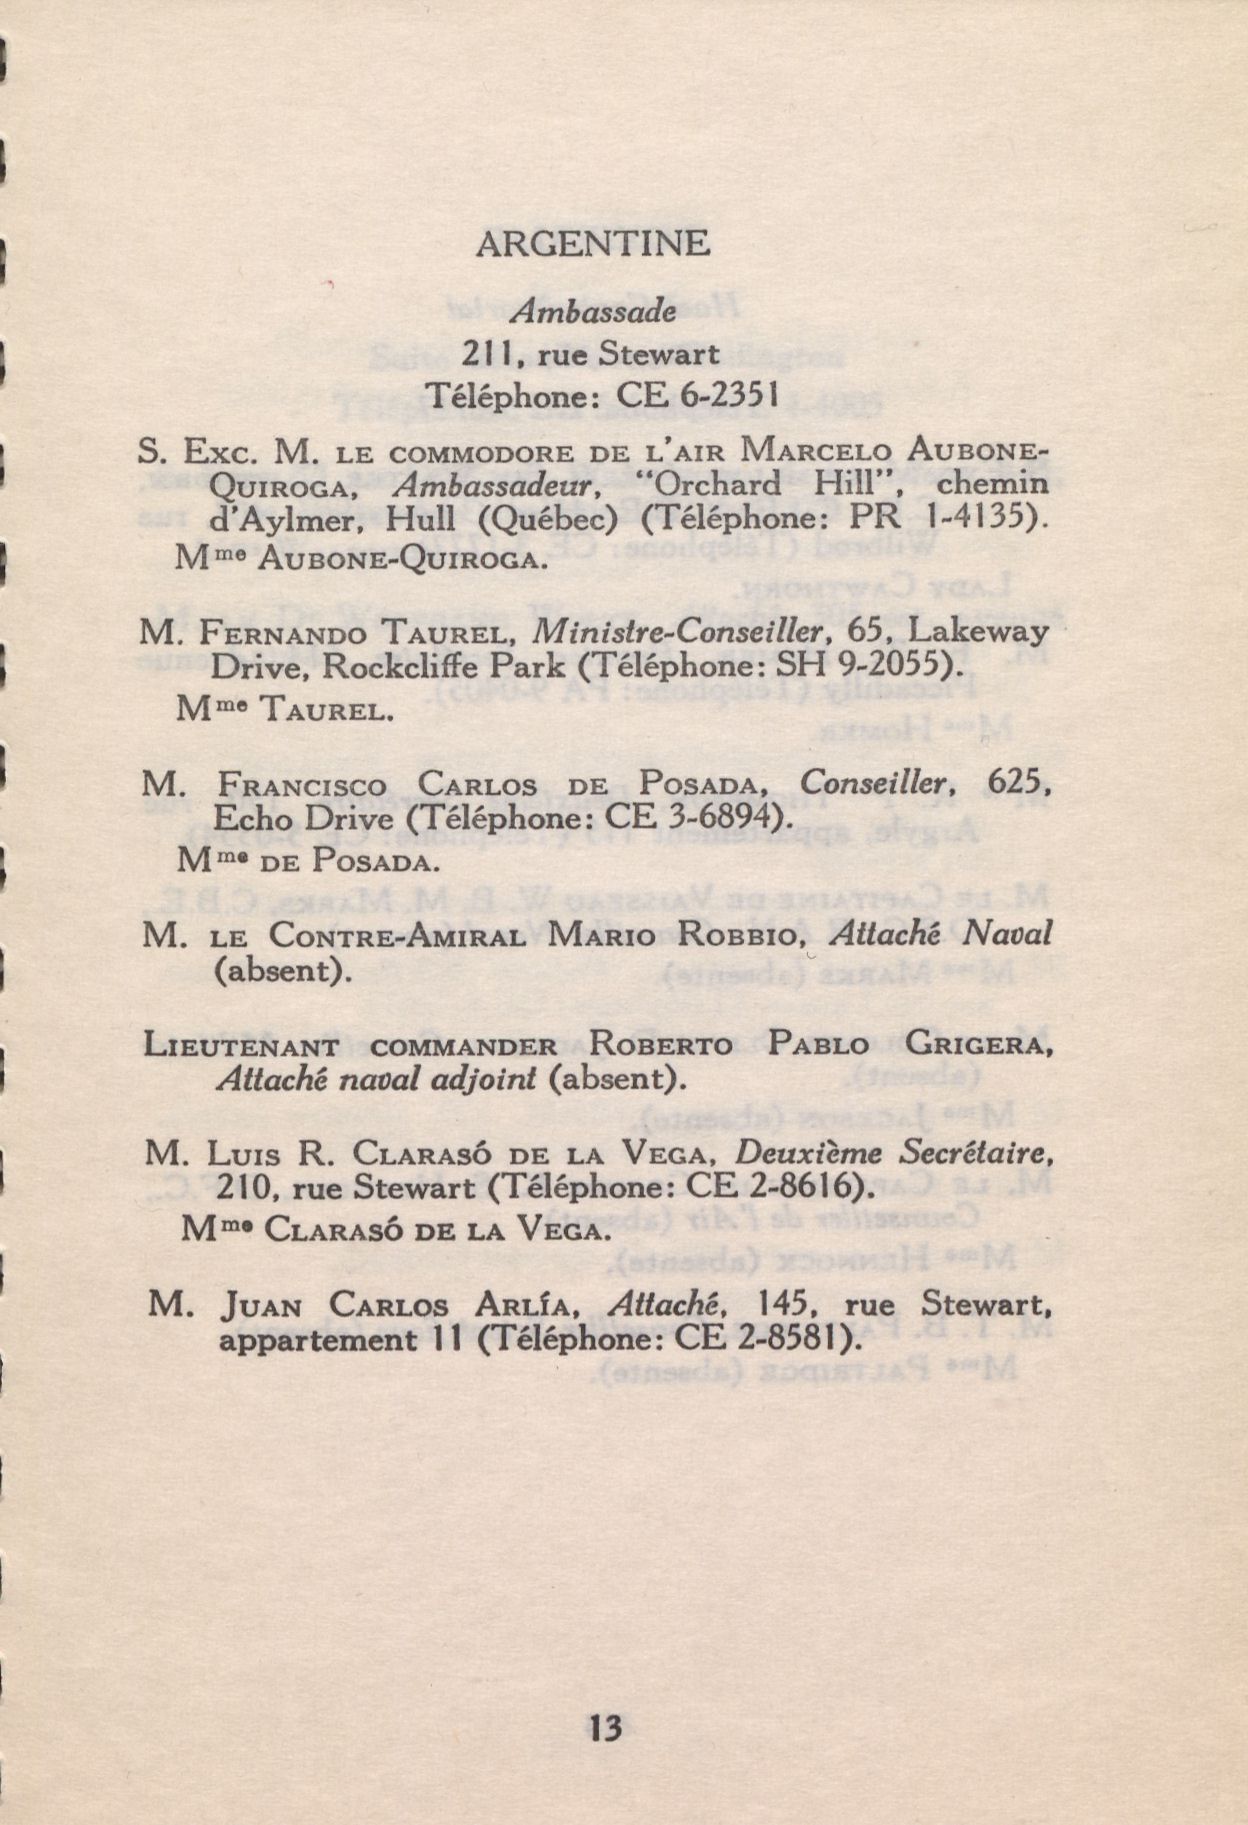 ARGENTINE
Ambassade
211, rue Stewart
Téléphone: CE 6-2351
S. Exc. M. le commodore de l'air Marcelo Aubone-
Quiroga, Ambassadeur, "Orchard Hill", chemin
d'Aylmer, Hull (Québec) (Téléphone: PR 1-4135).
Mme Aubone-Quiroga.
M. Fernando Taurel, Ministre-Conseiller, 65, Lakeway
Drive, Rockcliffe Park (Téléphone: SH 9-2055).
Mme Taurel.
M. Francisco Carlos de Posada, Conseiller, 625,
Echo Drive (Téléphone: CE 3-6894).
Mme de Posada.
M. le Contre-Amiral Mario Robbio, Attaché Naval
(absent).
Lieutenant commander Roberto Pablo Grigera,
Attaché naval adjoint (absent).
M. Luis R. Clarasó de la Vega, Deuxième Secrétaire,
210, rue Stewart (Téléphone: CE 2-8616).
Mme Clarasó de la Vega.
M. Juan Carlos Arlía, Attaché, 145, rue Stewart,
appartement 11 (Téléphone: CE 2-8581).
13